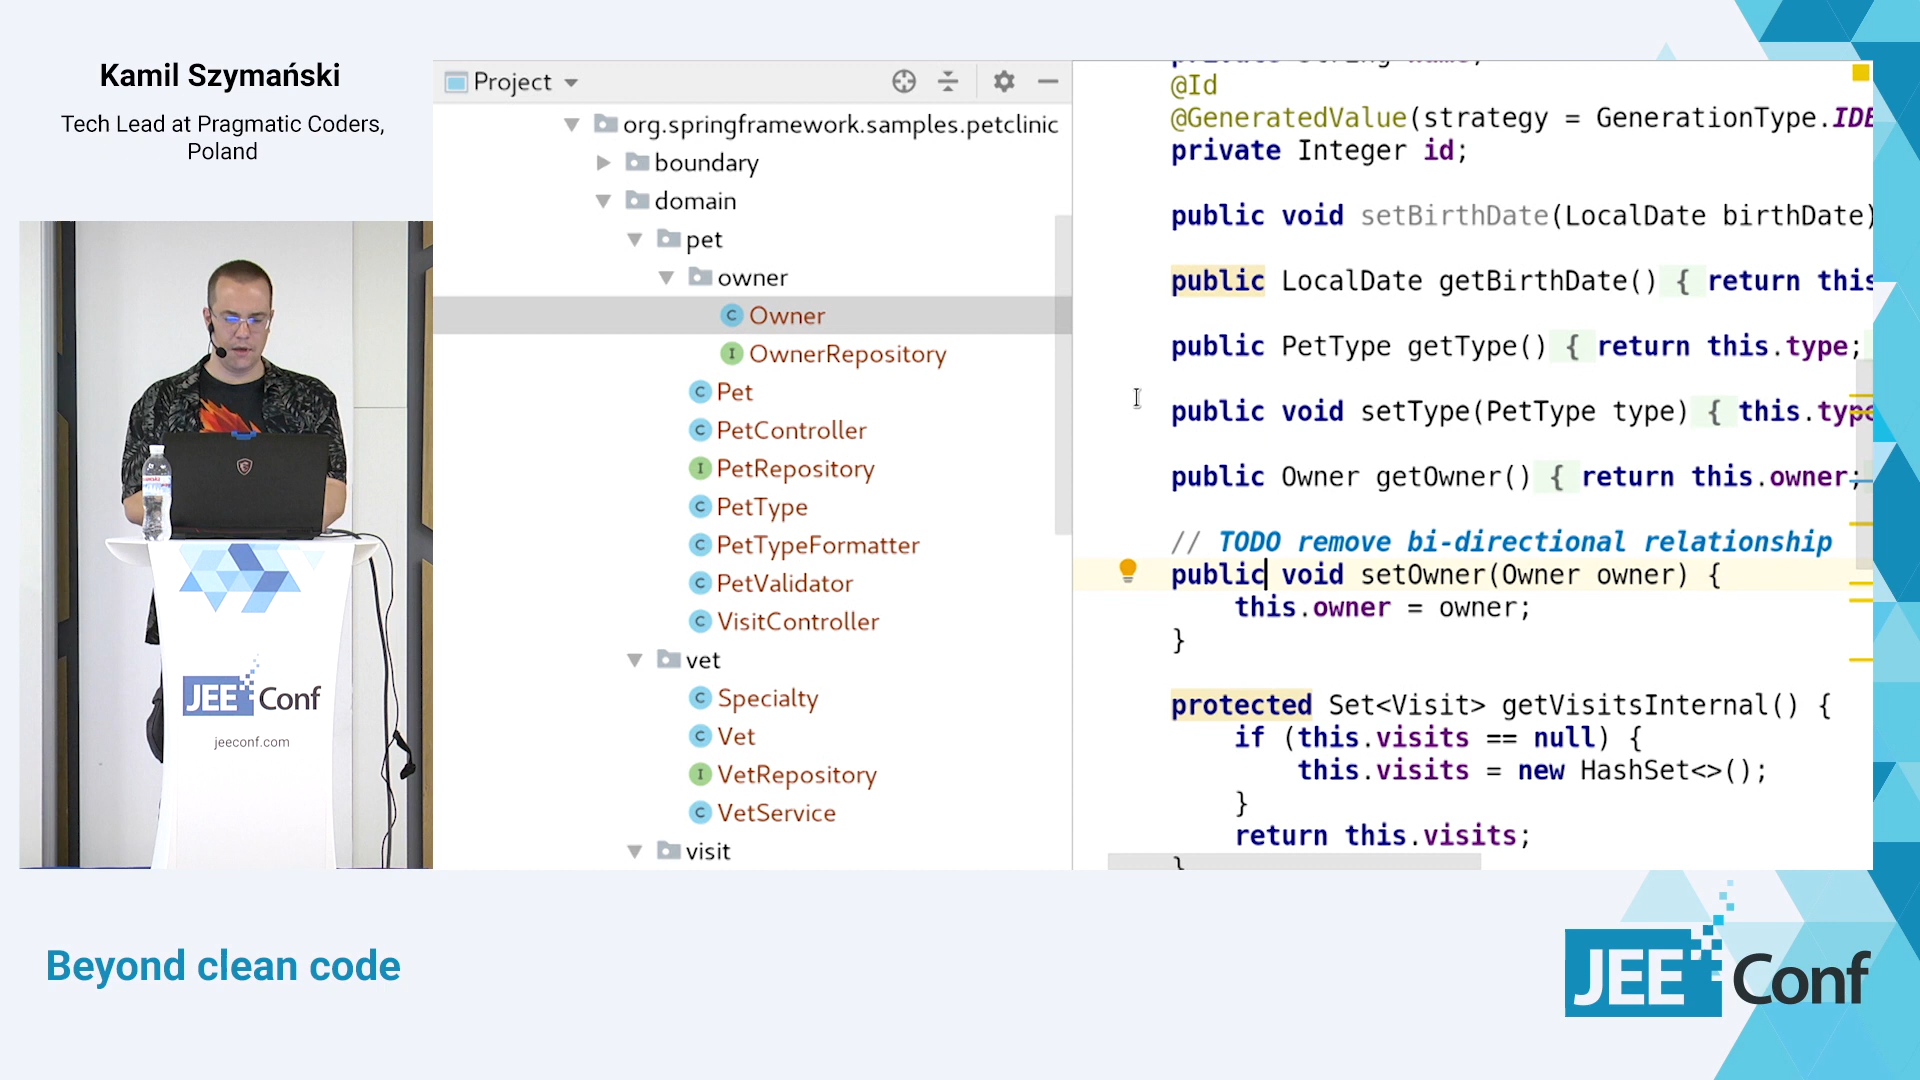 Kamil Szymański
Tech Lead at Pragmatic Coders,
Poland
Project
org.springframework.samples.petclinic
boundary
domain
pet
owner
Owner
OwnerRepository
Pet
PetController
PetRepository
PetType
PetTypeFormatter
PetValidator
VisitController
vet
Specialty
Vet
VetRepository
VetService
visit
@Id
@GeneratedValue(strategy = GenerationType.IDE
private Integer id;
public void setBirthDate(LocalDate birthDate)
public LocalDate getBirthDate() { return this
public PetType getType() { return this.type;
public void setType(PetType type) { this.type
public Owner getOwner() { return this.owner;
// TODO remove bi-directional relationship
public void setOwner(Owner owner) {
this.owner = owner;
}
protected Set<Visit> getVisitsInternal() {
if (this.visits == null) {
this.visits = new HashSet<>();
}
return this.visits;
}
JEE Conf
jeeconf.com
Beyond clean code
JEE Conf